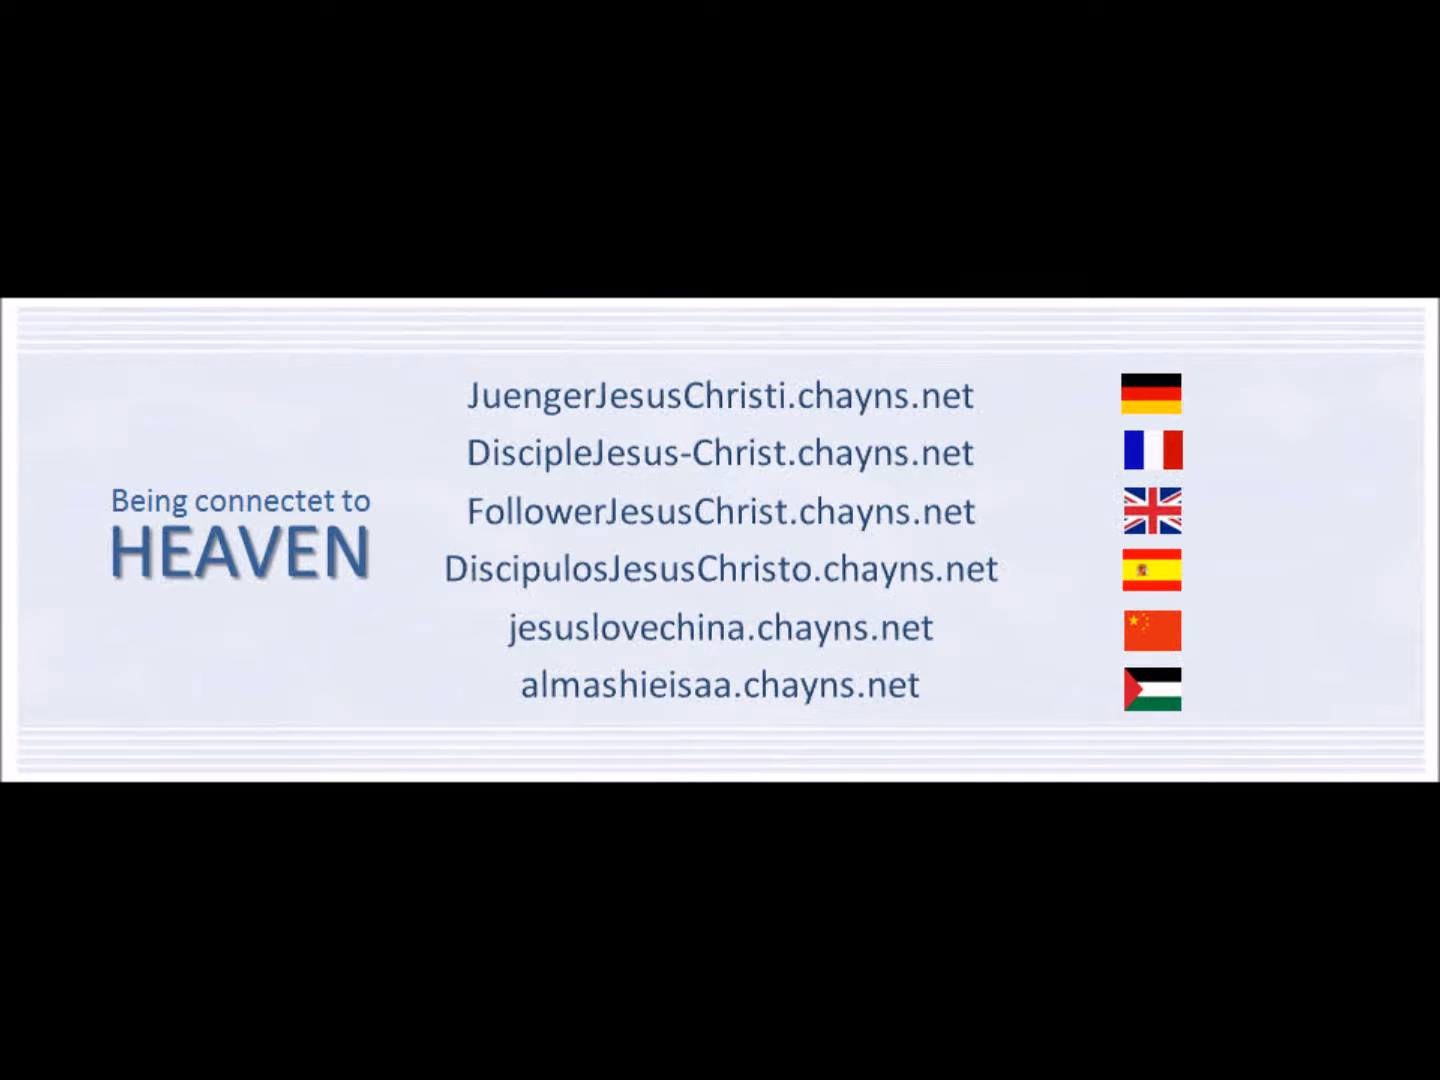 Being connectet to
HEAVEN
JuengerJesusChristi.chayns.net
DiscipleJesus-Christ.chayns.net
FollowerJesusChrist.chayns.net
DiscipulosJesusChristo.chayns.net
jesuslovechina.chayns.net
almashieisaa.chayns.net